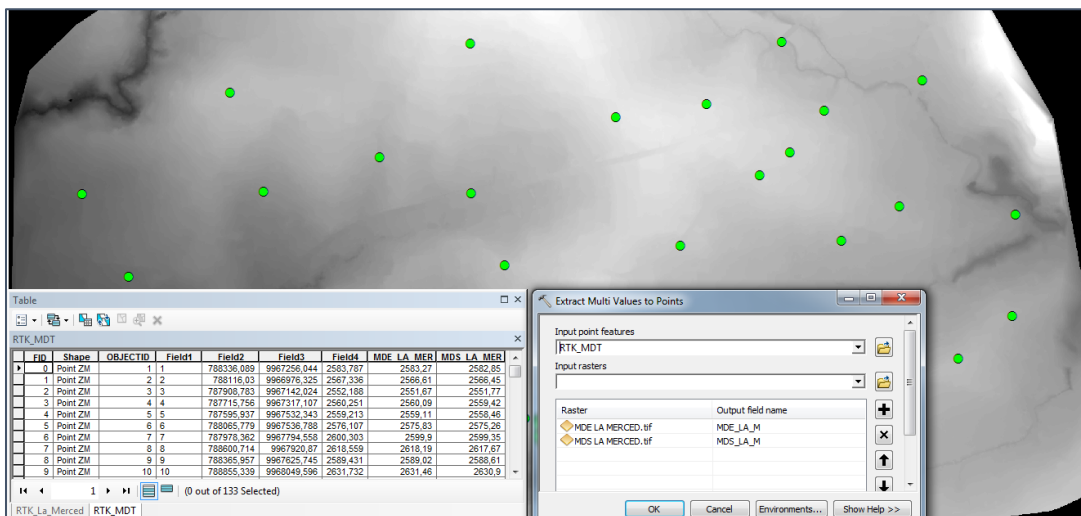 Table
RTK_MDT
FID Shape OBJECTID Field1 Field2 Field3 Field4 MDE_LA_MER MDS_LA_MER
0 Point ZM 1 1 788336,089 9967256,044 2583,787 2583,27 2582,85
1 Point ZM 2 2 788116,03 9966976,325 2567,336 2566,61 2566,45
2 Point ZM 3 3 787908,783 9967142,024 2552,188 2551,67 2551,77
3 Point ZM 4 4 787715,756 9967317,107 2560,251 2560,09 2559,42
4 Point ZM 5 5 787595,937 9967532,343 2559,213 2559,11 2558,46
5 Point ZM 6 6 788065,779 9967536,788 2576,107 2575,83 2575,26
6 Point ZM 7 7 787978,362 9967794,558 2600,303 2599,9 2599,35
7 Point ZM 8 8 788600,714 9967920,87 2618,559 2618,19 2617,67
8 Point ZM 9 9 788365,957 9967625,745 2589,431 2589,02 2588,61
9 Point ZM 10 10 788855,339 9968049,596 2631,732 2631,46 2630,9
1 (0 out of 133 Selected)
RTK_La_Merced RTK_MDT
Extract Multi Values to Points
Input point features
RTK_MDT
Input rasters
Raster Output field name
MDE LA MERCED.tif MDE_LA_M
MDS LA MERCED.tif MDS_LA_M
OK Cancel Environments... Show Help >>